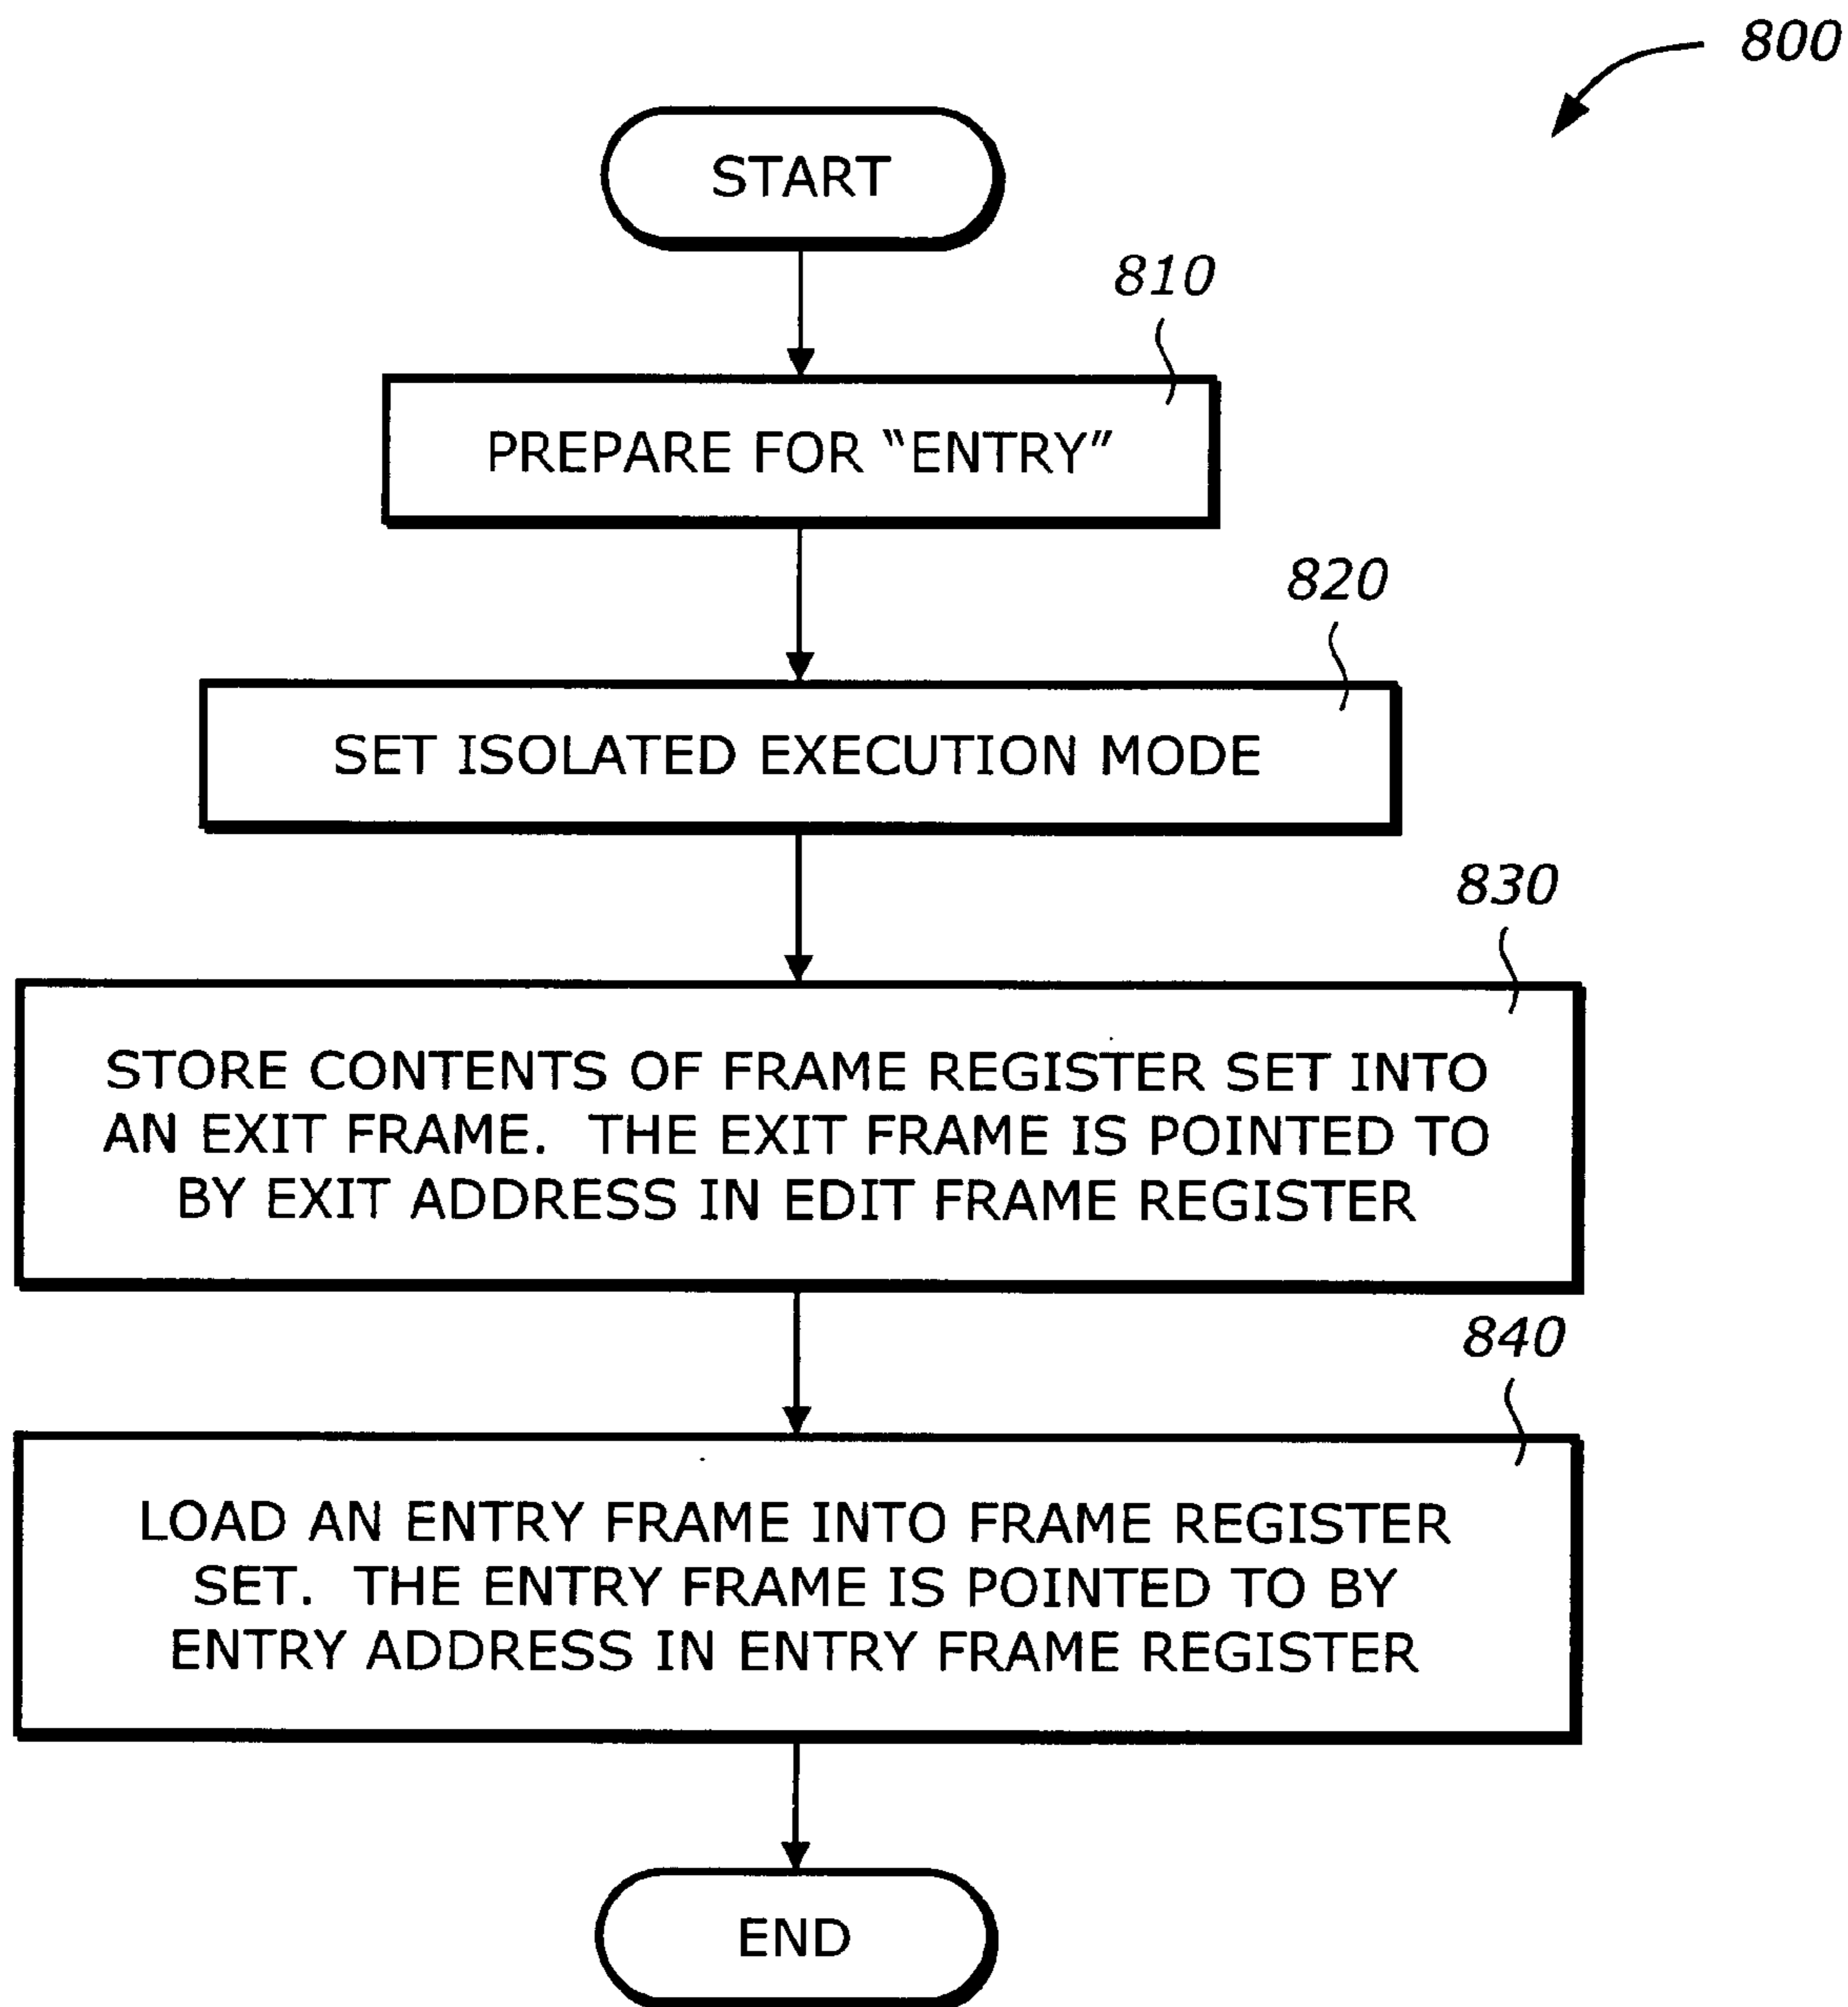 800
START
810
PREPARE FOR “ENTRY”
820
SET ISOLATED EXECUTION MODE
830
STORE CONTENTS OF FRAME REGISTER SET INTO
AN EXIT FRAME. THE EXIT FRAME IS POINTED TO
BY EXIT ADDRESS IN EDIT FRAME REGISTER
840
LOAD AN ENTRY FRAME INTO FRAME REGISTER
SET. THE ENTRY FRAME IS POINTED TO BY
ENTRY ADDRESS IN ENTRY FRAME REGISTER
END